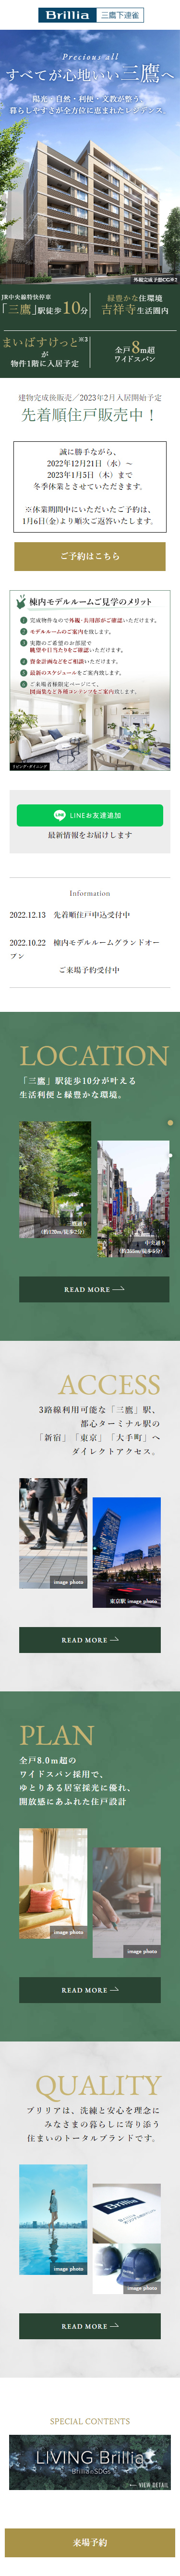 Brillia 三鷹下連雀
Precious all
すべてが心地いい三鷹へ
陽光、自然・利便・文教が整う、
暮らしやすさが全方位に恵まれたレジデンス。
外観完成予想CG※2
JR中央線特快停車
「三鷹」駅徒歩10分
緑豊かな住環境
吉祥寺生活圏内
まいばすけっと※3
が
物件1階に入居予定
全戸8m超
ワイドスパン
建物完成後販売／2023年2月入居開始予定
先着順住戸販売中！
誠に勝手ながら、
2022年12月21日（水）～
2023年1月5日（木）まで
冬季休業とさせていただきます。
※休業期間中にいただいたご予約は、
1月6日(金)より順次ご返答いたします。
ご予約はこちら
棟内モデルルームご見学のメリット
1 完成物件なので外観・共用部がご確認いただけます。
2 モデルルームのご案内を致します。
3 実際のご希望のお部屋で
眺望や日当たりをご確認いただけます。
4 資金計画などをご相談いただけます。
5 最新のスケジュールをご案内致します。
6 ご来場者様限定ページにて、
図面集など各種コンテンツをご案内致します。
リビング・ダイニング
LINEお友達追加
最新情報をお届けします
Information
2022.12.13 先着順住戸申込受付中
2022.10.22 棟内モデルルームグランドオー
プン
ご来場予約受付中
LOCATION
「三鷹」駅徒歩10分が叶える
生活利便と緑豊かな環境。
(約120m/徒歩2分)
中央通り
(約265m/徒歩4分)
READ MORE
ACCESS
3路線利用可能な「三鷹」駅、
都心ターミナル駅の
「新宿」「東京」「大手町」へ
ダイレクトアクセス。
image photo
東京駅 image photo
READ MORE
PLAN
全戸8.0m超の
ワイドスパン採用で、
ゆとりある居室採光に優れ、
開放感にあふれた住戸設計
image photo
image photo
READ MORE
QUALITY
ブリリアは、洗練と安心を理念に
みなさまの暮らしに寄り添う
住まいのトータルブランドです。
image photo
Brillia
image photo
READ MORE
SPECIAL CONTENTS
LIVING Brillia
BrilliaのSDGs
VIEW DETAIL
来場予約